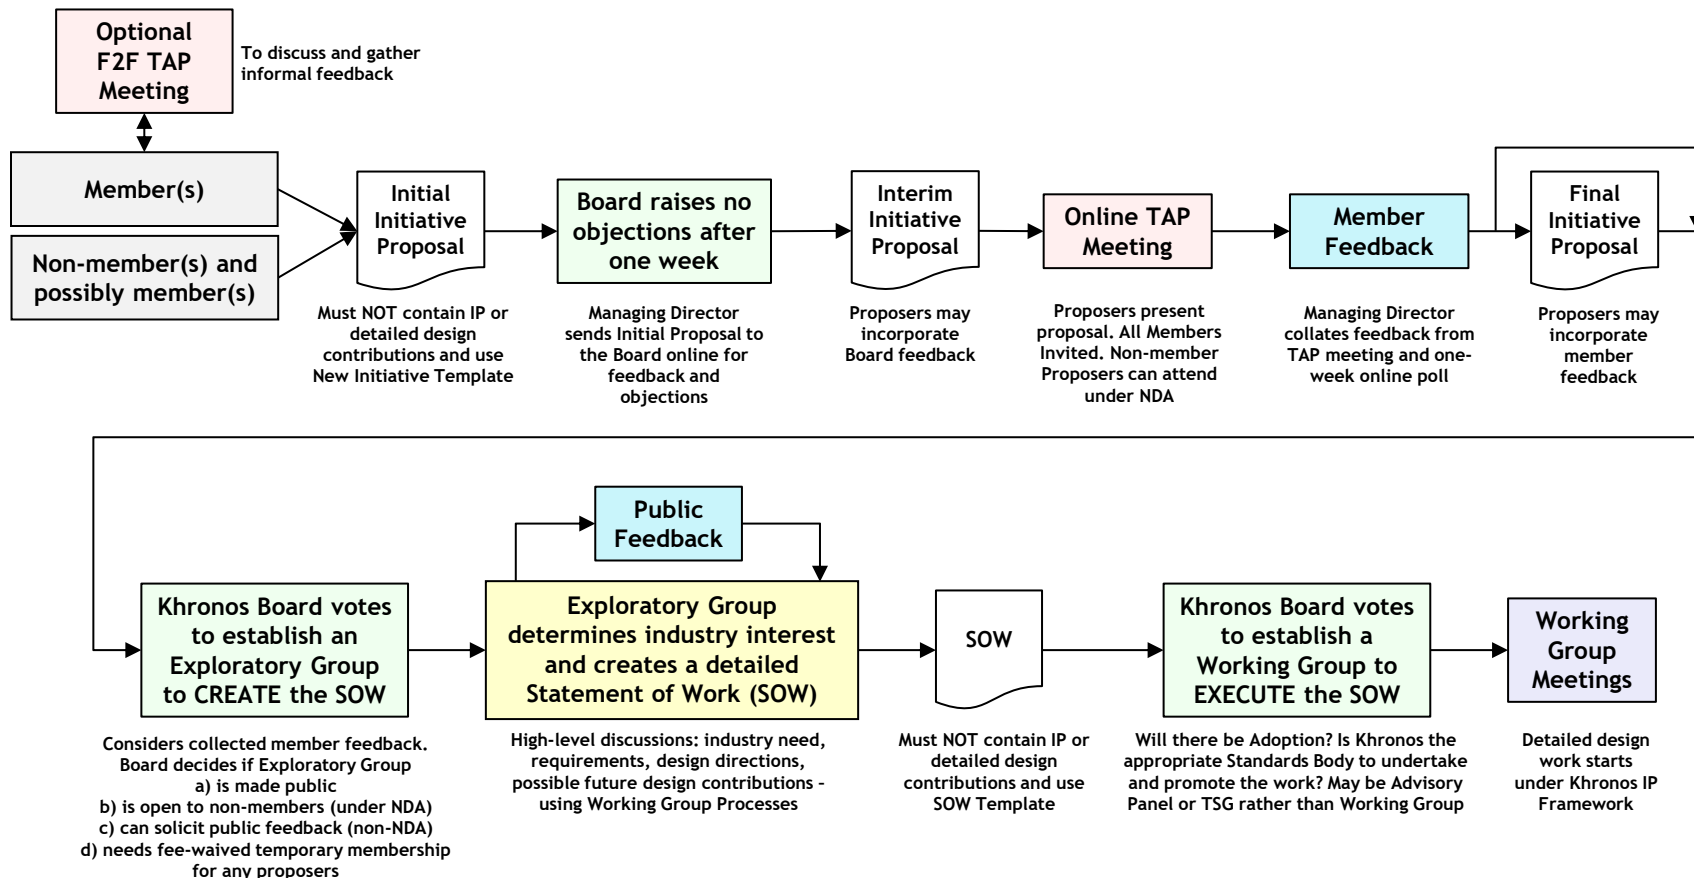 Optional
F2F TAP
Meeting
To discuss and gather
informal feedback
Member(s)
Non-member(s) and
possibly member(s)
Initial
Initiative
Proposal
Must NOT contain IP or
detailed design
contributions and use
New Initiative Template
Board raises no
objections after
one week
Managing Director
sends Initial Proposal to
the Board online for
feedback and
objections
Interim
Initiative
Proposal
Proposers may
incorporate
Board feedback
Online TAP
Meeting
Proposers present
proposal. All Members
Invited. Non-member
Proposers can attend
under NDA
Member
Feedback
Managing Director
collates feedback from
TAP meeting and one-
week online poll
Final
Initiative
Proposal
Proposers may
incorporate
member
feedback
Khronos Board votes
to establish an
Exploratory Group
to CREATE the SOW
Considers collected member feedback.
Board decides if Exploratory Group
a) is made public
b) is open to non-members (under NDA)
c) can solicit public feedback (non-NDA)
d) needs fee-waived temporary membership
for any proposers
Public
Feedback
Exploratory Group
determines industry interest
and creates a detailed
Statement of Work (SOW)
High-level discussions: industry need,
requirements, design directions,
possible future design contributions –
using Working Group Processes
SOW
Must NOT contain IP or
detailed design
contributions and use
SOW Template
Khronos Board votes
to establish a
Working Group to
EXECUTE the SOW
Will there be Adoption? Is Khronos the
appropriate Standards Body to undertake
and promote the work? May be Advisory
Panel or TSG rather than Working Group
Working
Group
Meetings
Detailed design
work starts
under Khronos IP
Framework